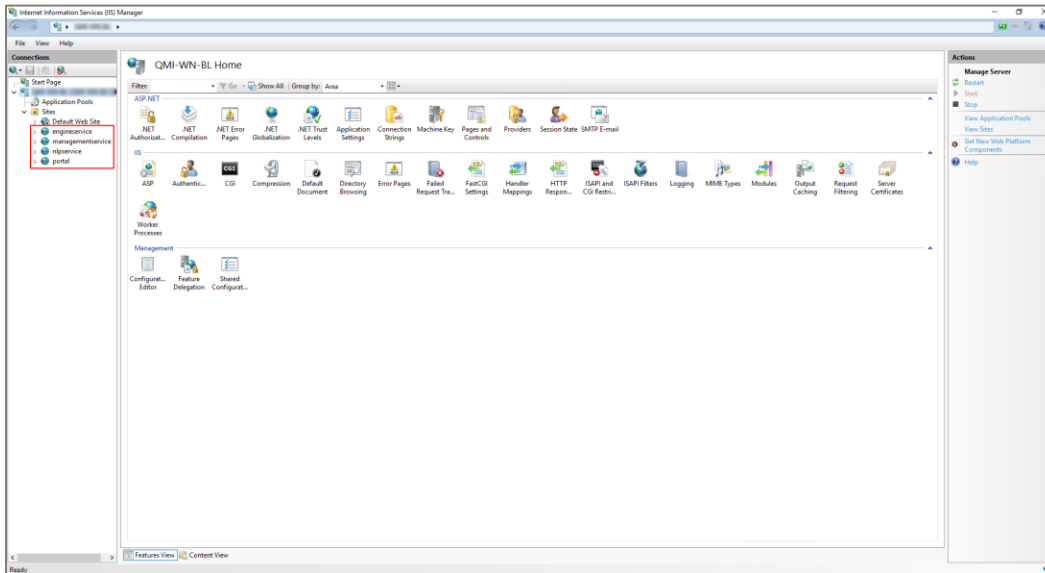 Internet Information Services (IIS) Manager
File View Help
Connections
Start Page
Application Pools
Sites
Default Web Site
engineservice
managementservice
nlpservice
portal
QMI-WN-BL Home
Filter: Go Show All Group by: Area
ASP.NET
.NET Authorizat...
.NET Compilation
.NET Error Pages
.NET Globalization
.NET Trust Levels
Application Settings
Connection Strings
Machine Key
Pages and Controls
Providers
Session State
SMTP E-mail
IIS
ASP
Authentic...
CGI
Compression
Default Document
Directory Browsing
Error Pages
Failed Request Tra...
FastCGI Settings
Handler Mappings
HTTP Respon...
ISAPI and CGI Restri...
ISAPI Filters
Logging
MIME Types
Modules
Output Caching
Request Filtering
Server Certificates
Worker Processes
Management
Configurat... Editor
Feature Delegation
Shared Configurat...
Features View Content View
Ready
Actions
Manage Server
Restart
Start
Stop
View Application Pools
View Sites
Get New Web Platform
Components
Help